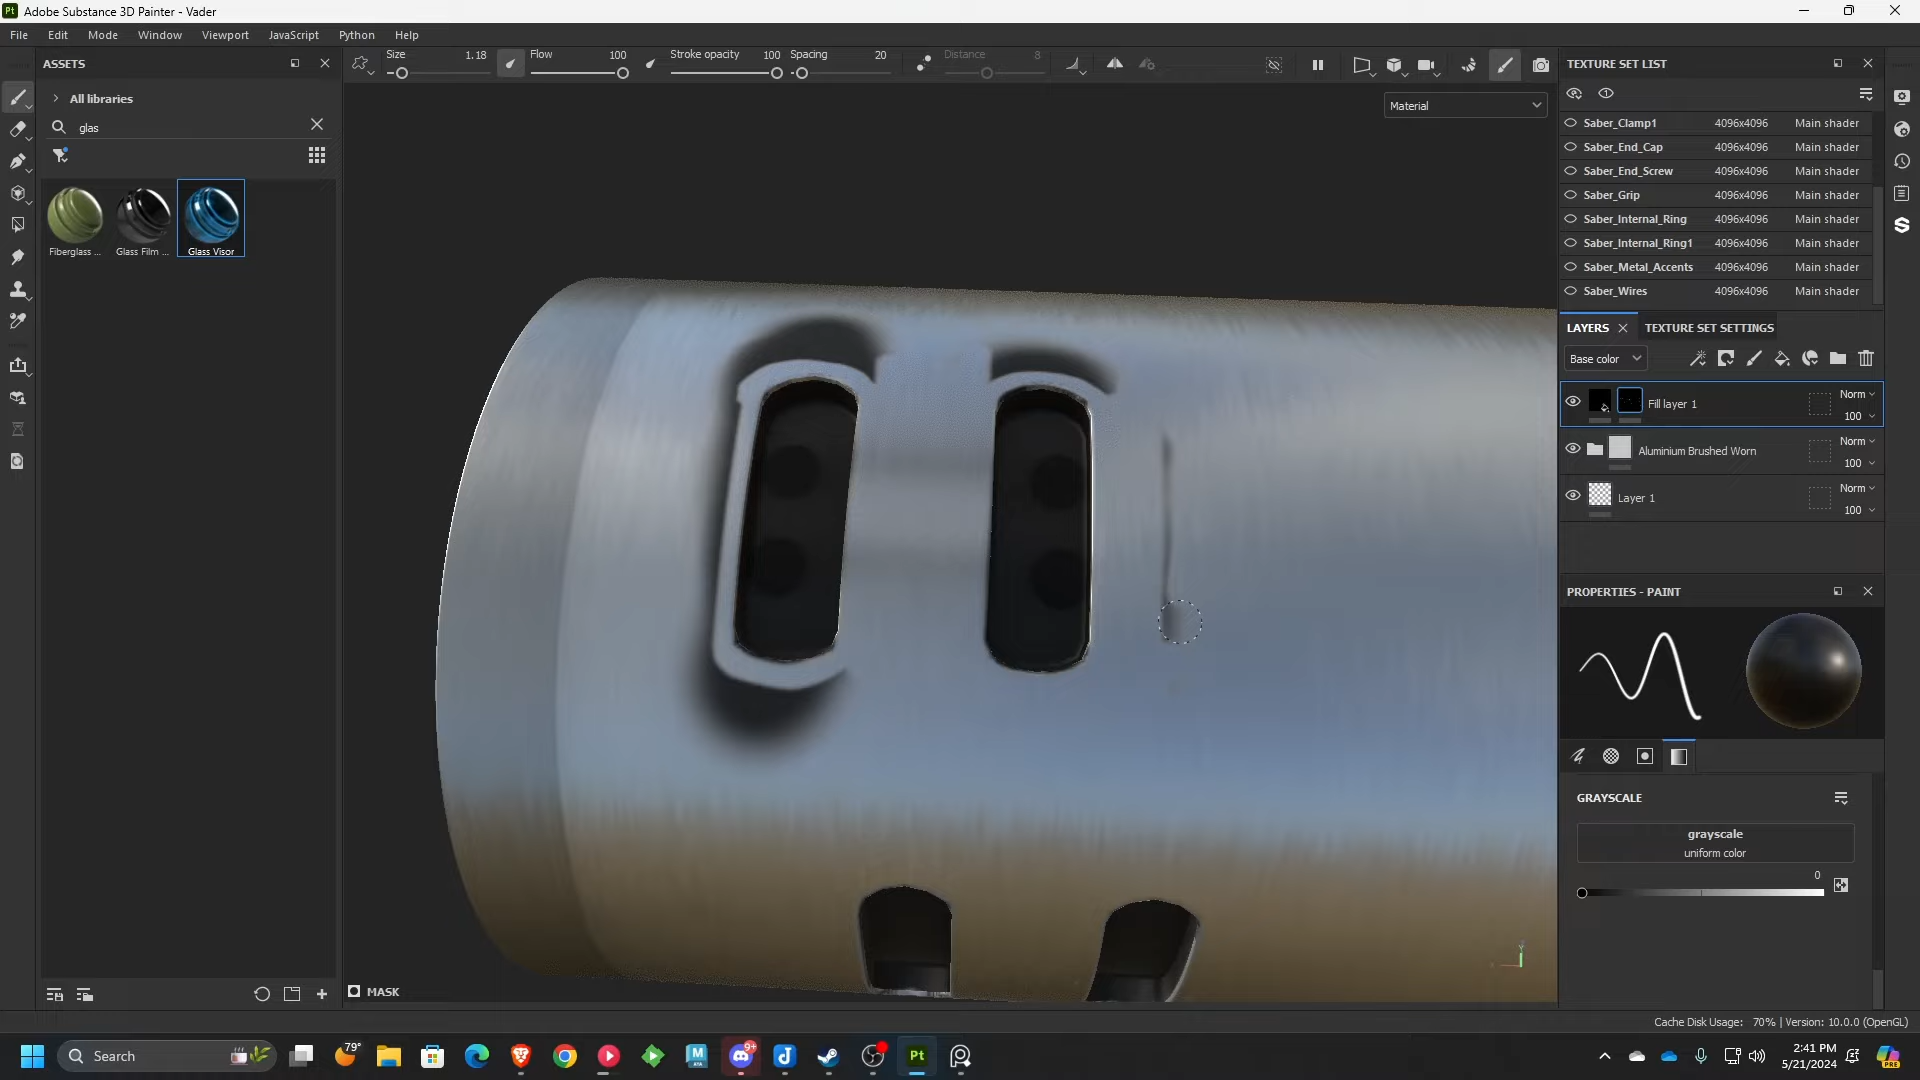 Adobe Substance 3D Painter - Vader
File Edit Mode Window Viewport JavaScript Python Help
ASSETS
All libraries
glas
Fiberglass ... Glass Film ... Glass Visor
Size 1,18 Flow 100 Stroke opacity 100 Spacing 20 Distance 8
Material
MASK
TEXTURE SET LIST
Saber_Clamp1 4096x4096 Main shader
Saber_End_Cap 4096x4096 Main shader
Saber_End_Screw 4096x4096 Main shader
Saber_Grip 4096x4096 Main shader
Saber_Internal_Ring 4096x4096 Main shader
Saber_Internal_Ring1 4096x4096 Main shader
Saber_Metal_Accents 4096x4096 Main shader
Saber_Wires 4096x4096 Main shader
LAYERS TEXTURE SET SETTINGS
Base color
Fill layer 1 Norm
100
Aluminium Brushed Worn Norm
100
Layer 1 Norm
100
PROPERTIES - PAINT
GRAYSCALE
grayscale
uniform color
0
Cache Disk Usage: 70% | Version: 10.0.0 (OpenGL)
Search
79°
9+
2:41 PM
5/21/2024